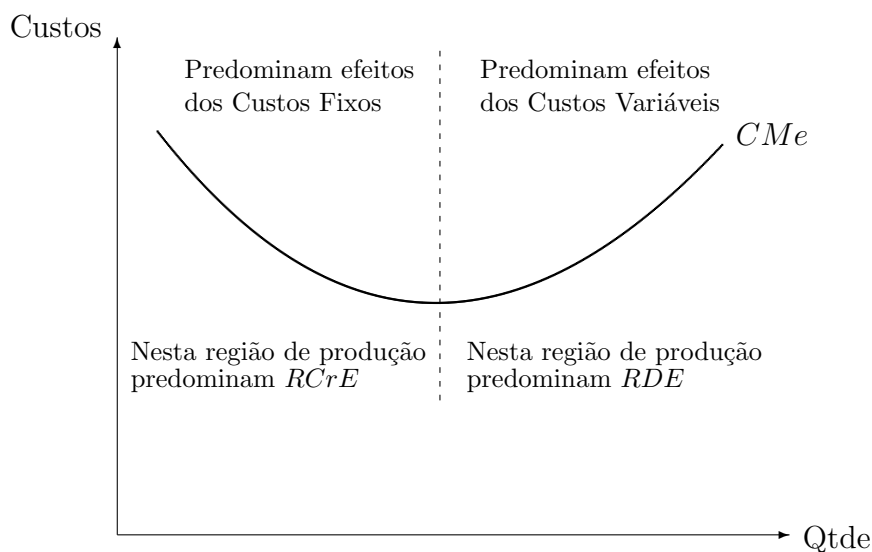 Custos
Predominam efeitos
dos Custos Fixos
Predominam efeitos
dos Custos Variáveis
CMe
Nesta região de produção
predominam RCrE
Nesta região de produção
predominam RDE
Qtde